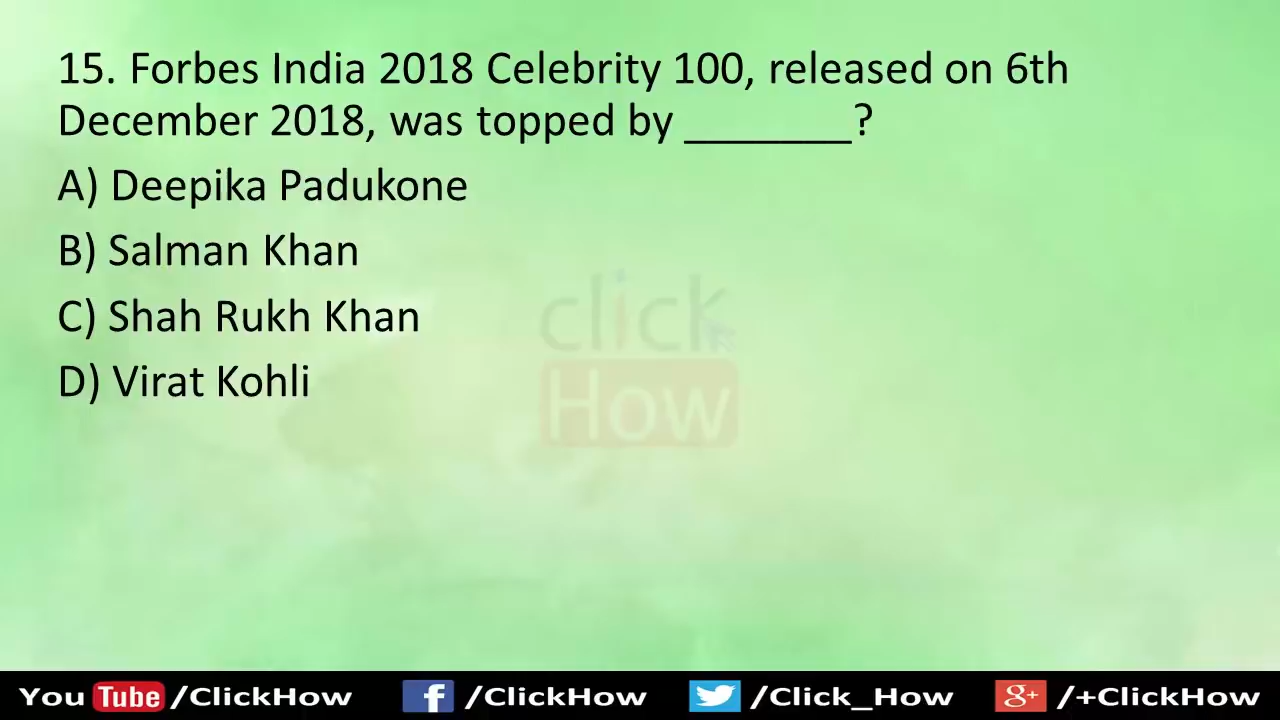 15. Forbes India 2018 Celebrity 100, released on 6th
December 2018, was topped by _______?
A) Deepika Padukone
B) Salman Khan
C) Shah Rukh Khan
D) Virat Kohli
click
How
You Tube /ClickHow f /ClickHow /Click_How g+ /+ClickHow